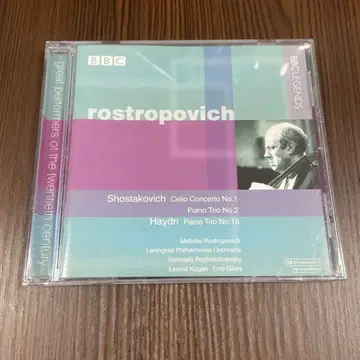 BBC
BBC LEGENDS
rostropovich
great performers of the twentieth century
Shostakovich Cello Concerto No.1
Piano Trio No.2
Haydn Piano Trio No.16
Mstislav Rostropovich
Leningrad Philharmonic Orchestra
Gennady Rozhdestvensky
Leonid Kogan · Emil Gilels